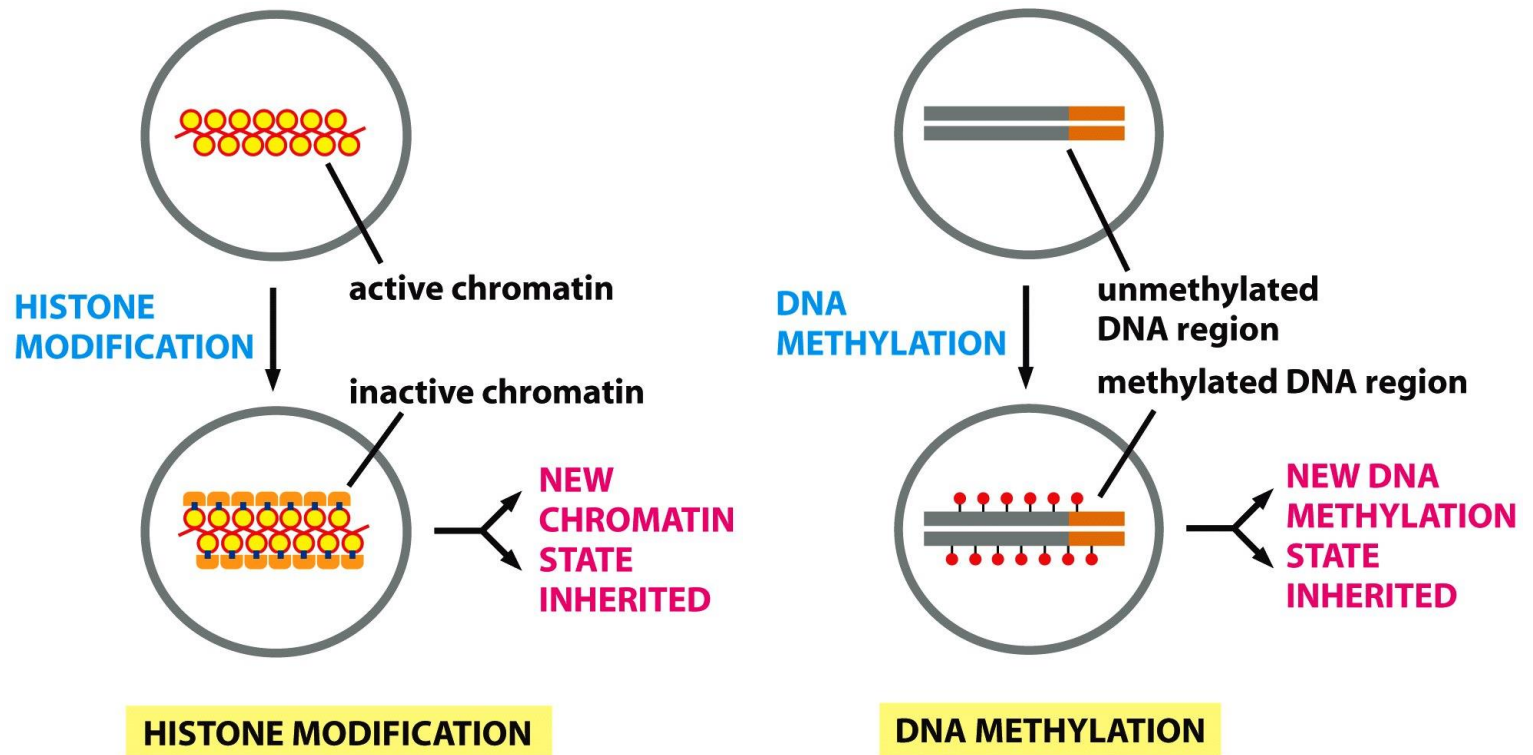 active chromatin
HISTONE
MODIFICATION
inactive chromatin
NEW
CHROMATIN
STATE
INHERITED
HISTONE MODIFICATION
unmethylated
DNA region
DNA
METHYLATION
methylated DNA region
NEW DNA
METHYLATION
STATE
INHERITED
DNA METHYLATION